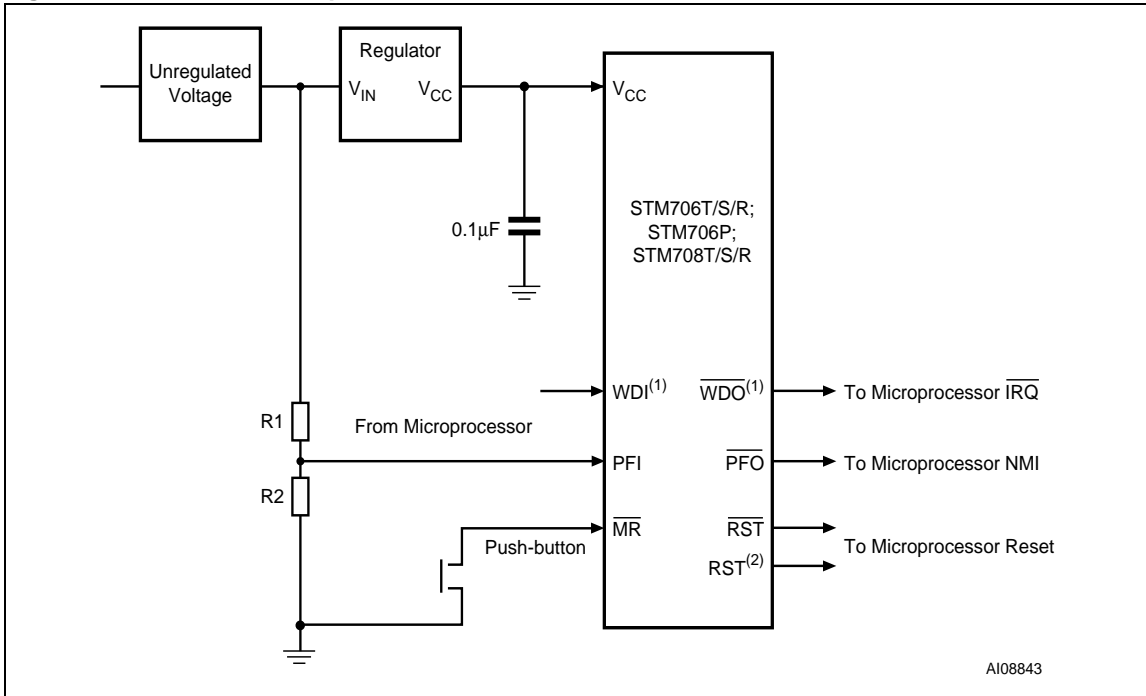 Unregulated
Voltage
Regulator
VIN VCC
VCC
0.1μF
STM706T/S/R;
STM706P;
STM708T/S/R
WDI(1) WDO(1) To Microprocessor IRQ
R1 From Microprocessor
PFI PFO To Microprocessor NMI
R2
MR RST
Push-button
To Microprocessor Reset
RST(2)
AI08843